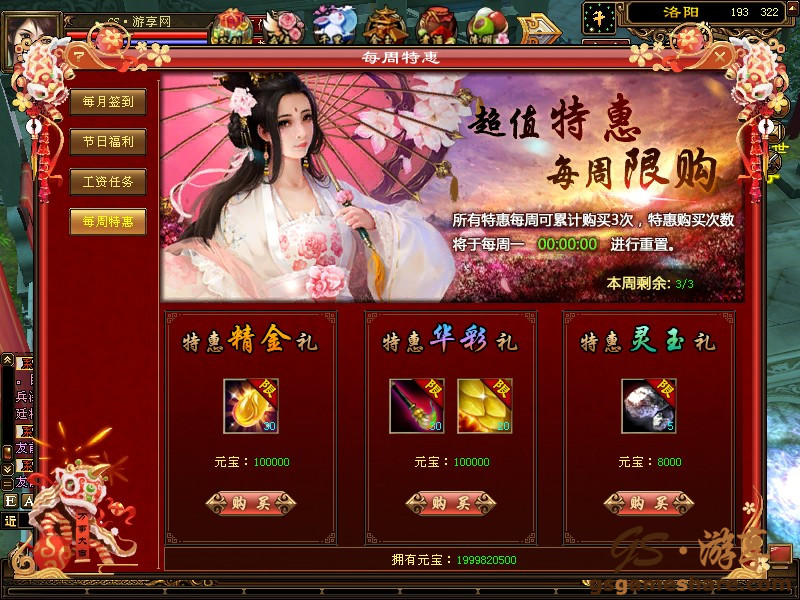 GS·游享网
洛阳 193 322
每周特惠
每月签到
节日福利
工资任务
每周特惠
超值特惠
每周限购
所有特惠每周可累计购买3次，特惠购买次数
将于每周一 00:00:00 进行重置。
本周剩余: 3/3
特惠精金礼
特惠华彩礼
特惠灵玉礼
限 30
限 30
限 20
限 5
元宝：100000
元宝：100000
元宝：8000
购买
购买
购买
拥有元宝：1999820500
E A
近
GS·游享
gsgameshare.com